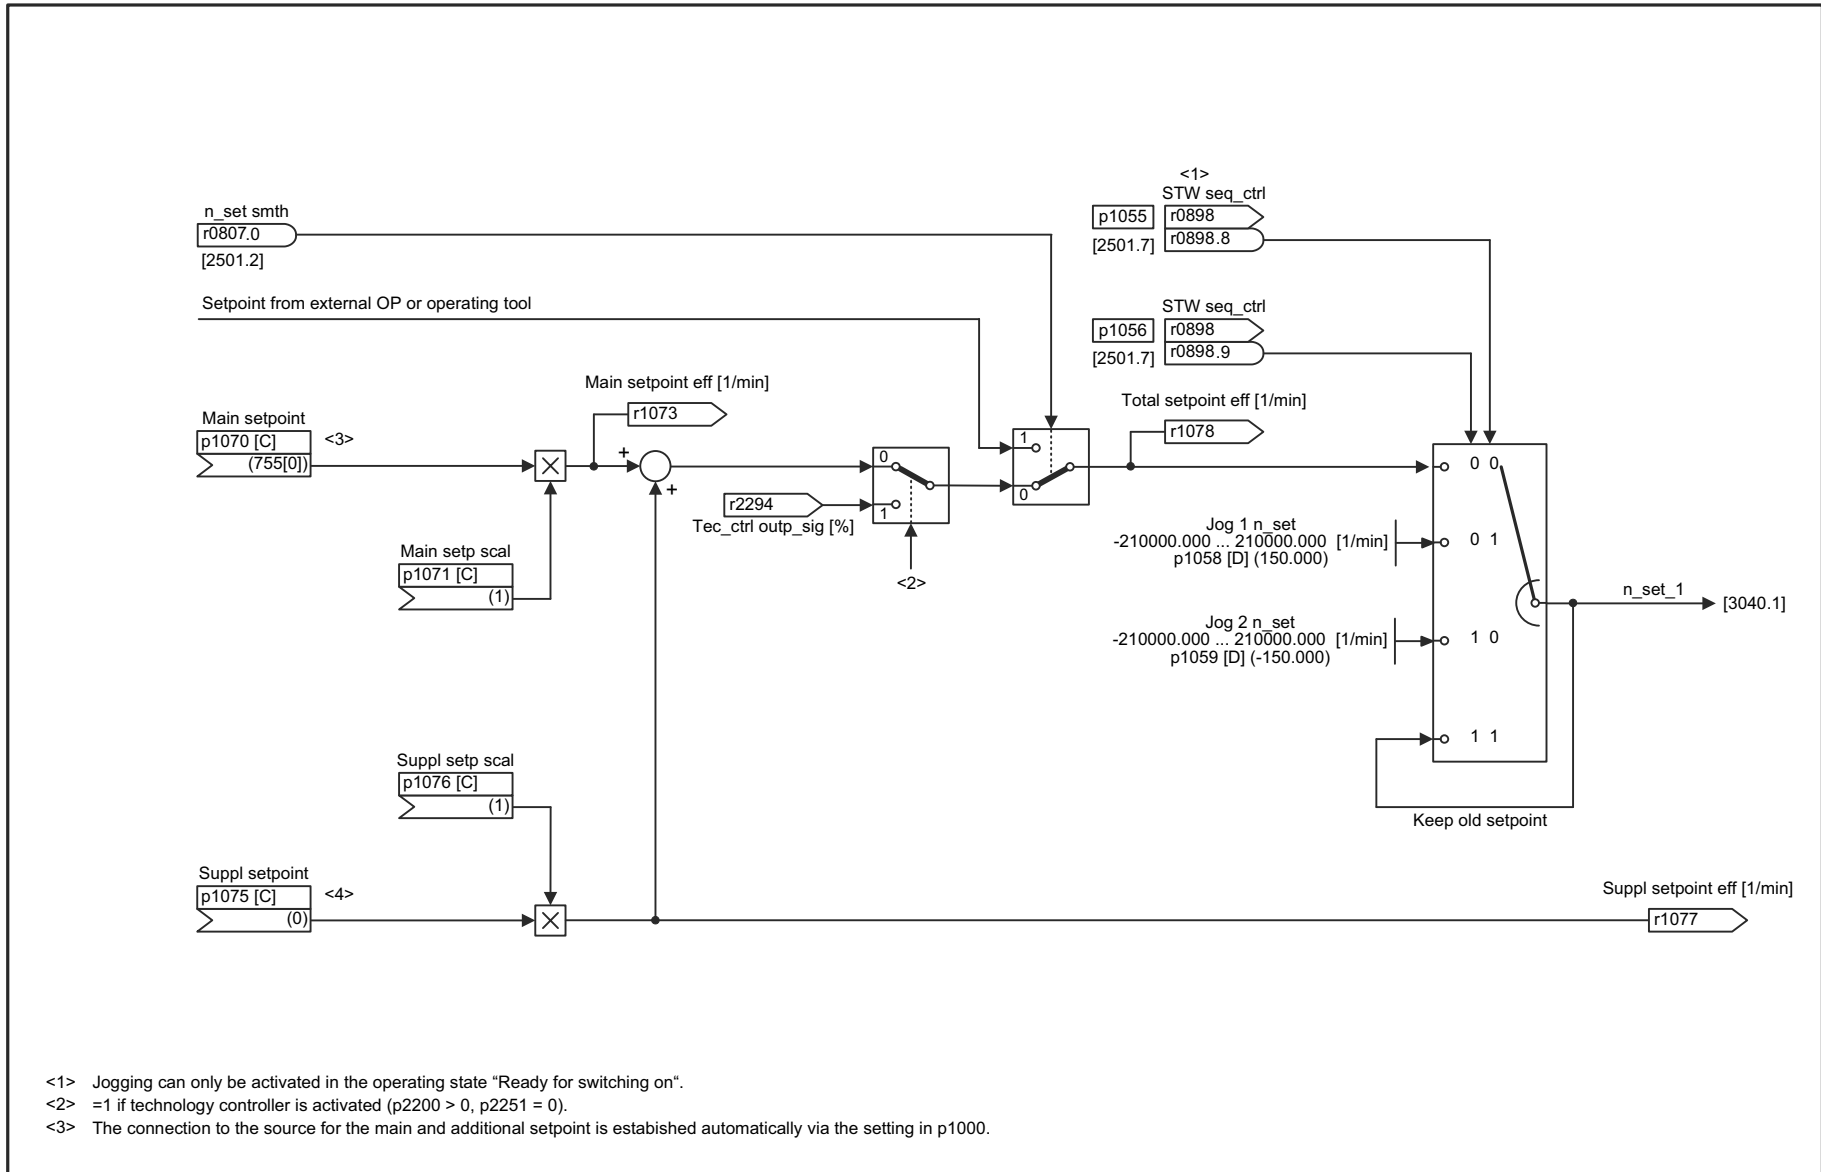 <1>
STW seq_ctrl
p1055
r0898
[2501.7]
r0898.8
n_set smth
r0807.0
[2501.2]
Setpoint from external OP or operating tool
STW seq_ctrl
p1056
r0898
[2501.7]
r0898.9
Main setpoint eff [1/min]
r1073
Total setpoint eff [1/min]
r1078
Main setpoint
p1070 [C]
<3>
(755[0])
+
+
0
1
1
0
r2294
Tec_ctrl outp_sig [%]
<2>
Main setp scal
p1071 [C]
(1)
0 0
Jog 1 n_set
-210000.000 ... 210000.000 [1/min]
p1058 [D] (150.000)
0 1
n_set_1
[3040.1]
Jog 2 n_set
-210000.000 ... 210000.000 [1/min]
p1059 [D] (-150.000)
1 0
1 1
Keep old setpoint
Suppl setp scal
p1076 [C]
(1)
Suppl setpoint
p1075 [C]
<4>
(0)
Suppl setpoint eff [1/min]
r1077
<1> Jogging can only be activated in the operating state “Ready for switching on“.
<2> =1 if technology controller is activated (p2200 > 0, p2251 = 0).
<3> The connection to the source for the main and additional setpoint is estabished automatically via the setting in p1000.